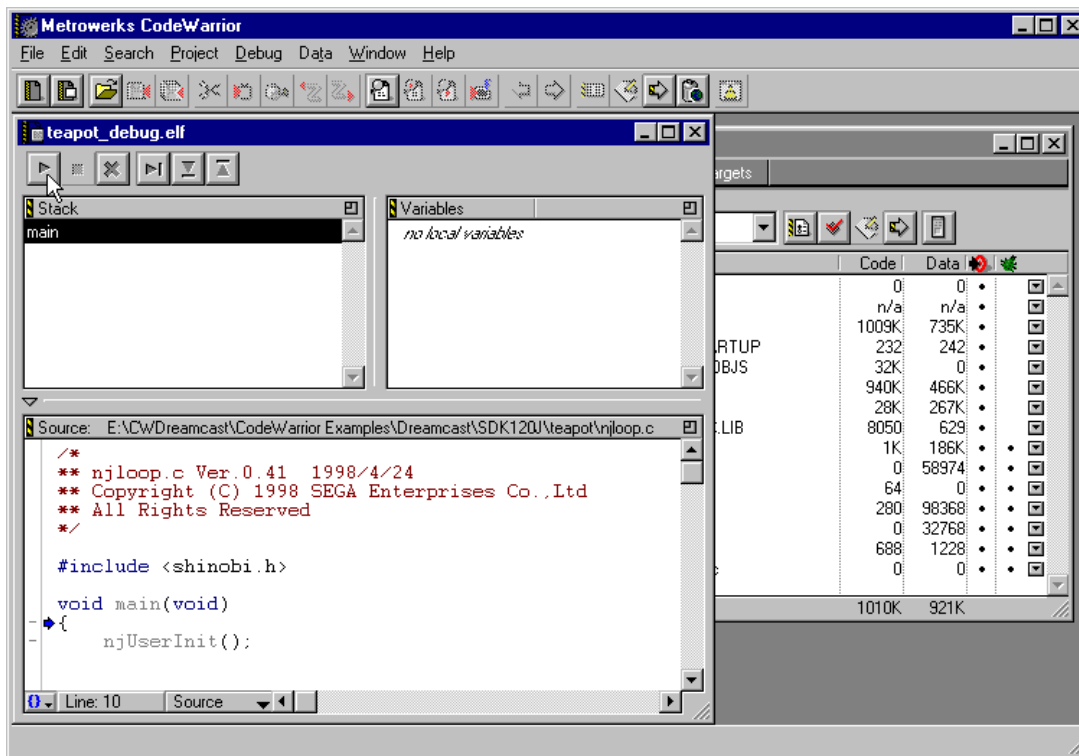 Metrowerks CodeWarrior
File Edit Search Project Debug Data Window Help
teapot_debug.elf
Stack
main
Variables
no local variables
Source: E:\CWDreamcast\CodeWarrior Examples\Dreamcast\SDK120J\teapot\njloop.c
/*
** njloop.c Ver.0.41 1998/4/24
** Copyright (C) 1998 SEGA Enterprises Co.,Ltd
** All Rights Reserved
*/
#include <shinobi.h>
void main(void)
{
njUserInit();
Line: 10 Source
argets
Code Data
0 0
n/a n/a
1009K 735K
ARTUP 232 242
OBJS 32K 0
940K 466K
28K 267K
C.LIB 8050 629
1K 186K
0 58974
64 0
280 98368
0 32768
688 1228
c 0 0
1010K 921K